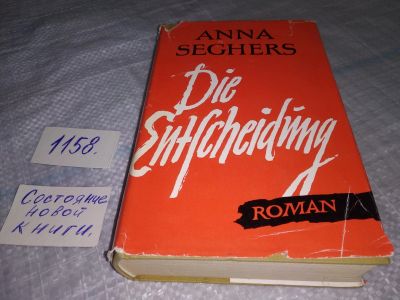 ANNA
SEGHERS
Die
Entscheidung
ROMAN
1158.
Состояние
новой
книги.